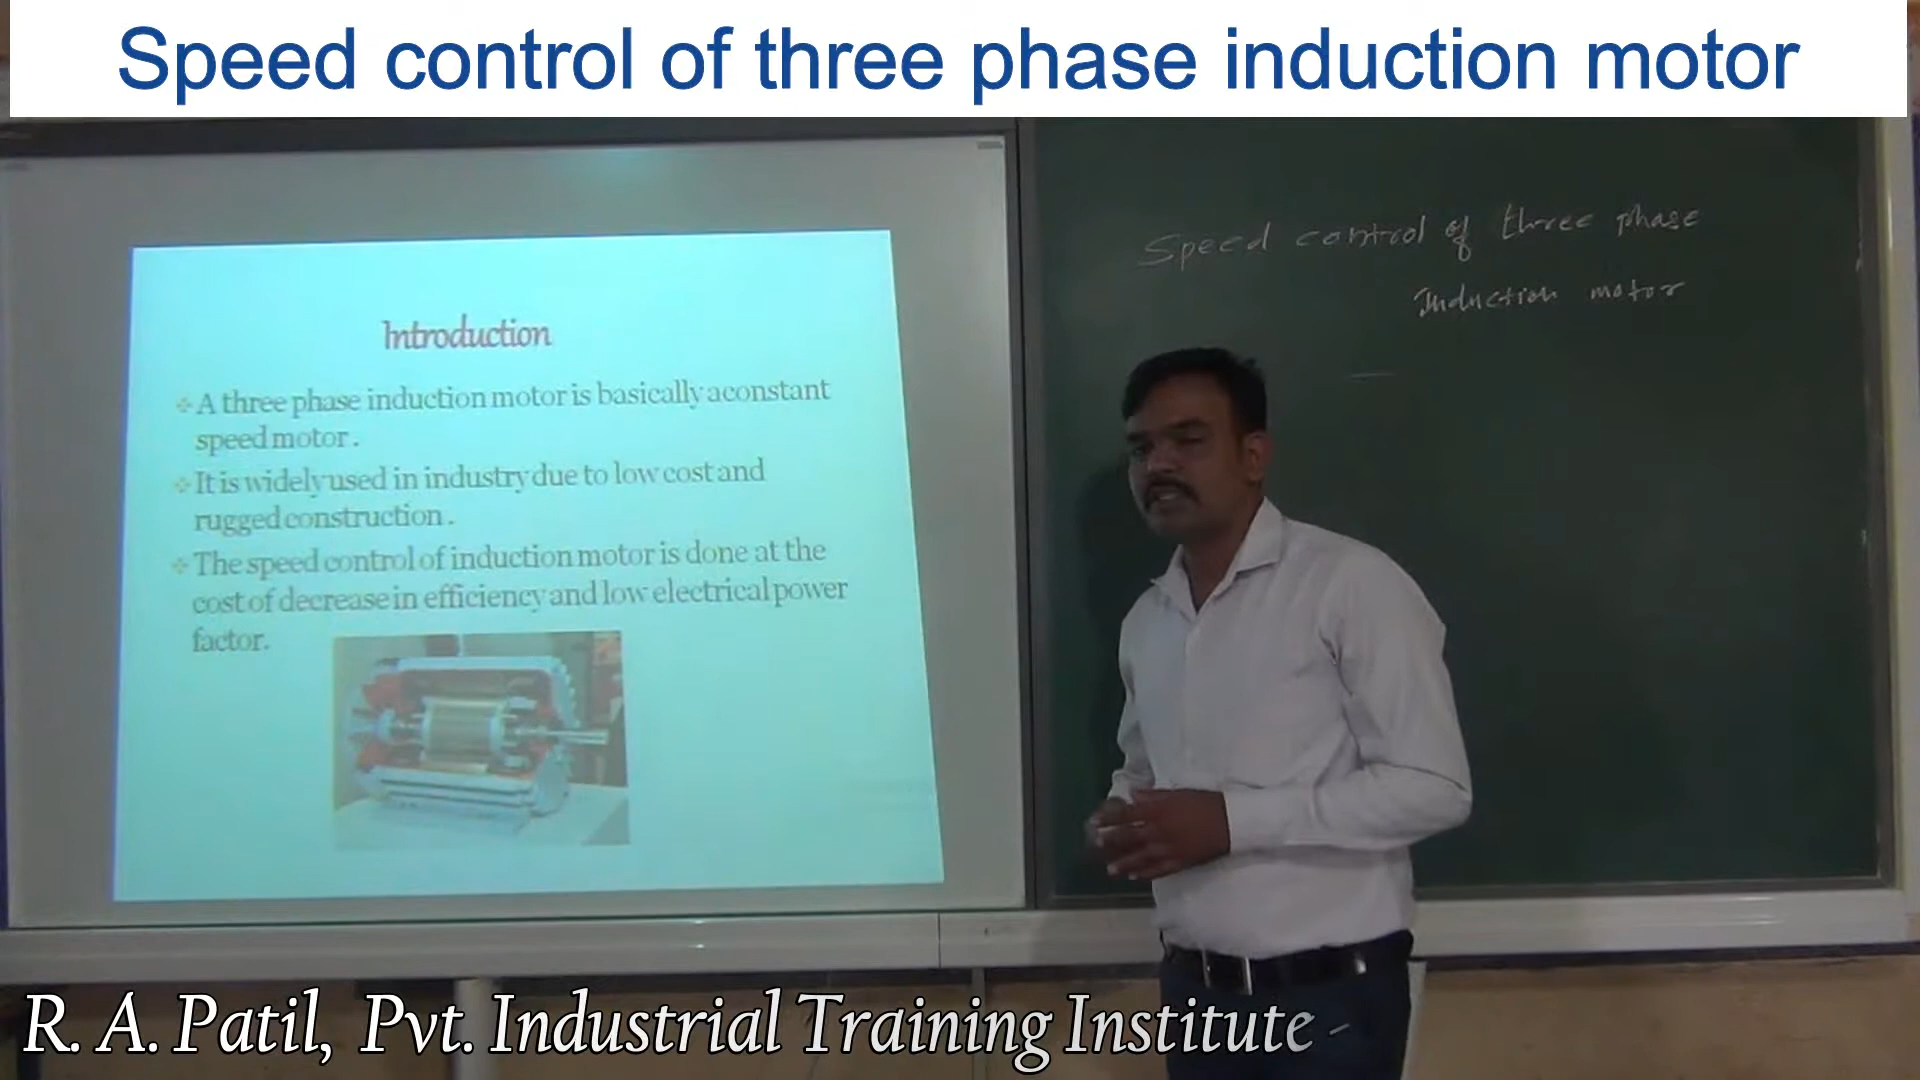 Speed control of three phase induction motor
Introduction
A three phase induction motor is basically aconstant
speed motor.
It is widely used in industry due to low cost and
rugged construction.
The speed control of induction motor is done at the
cost of decrease in efficiency and low electrical power
factor.
Speed control of three phase
Induction motor
R. A. Patil, Pvt. Industrial Training Institute -